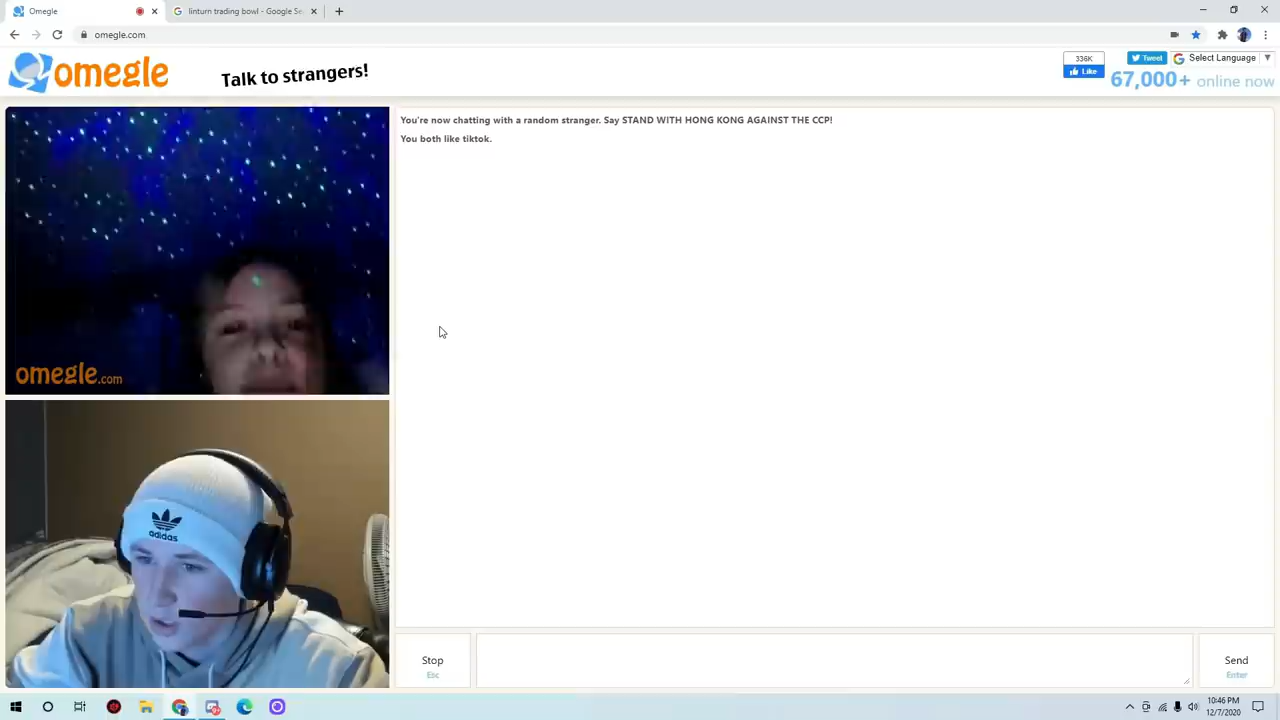 Omegle
linturn trading bowl - Google Se
omegle.com
omegle
Talk to strangers!
336K
Like
Tweet
Select Language
67,000+ online now
You're now chatting with a random stranger. Say STAND WITH HONG KONG AGAINST THE CCP!
You both like tiktok.
omegle.com
adidas
Stop
Esc
Send
Enter
10:46 PM
12/7/2020